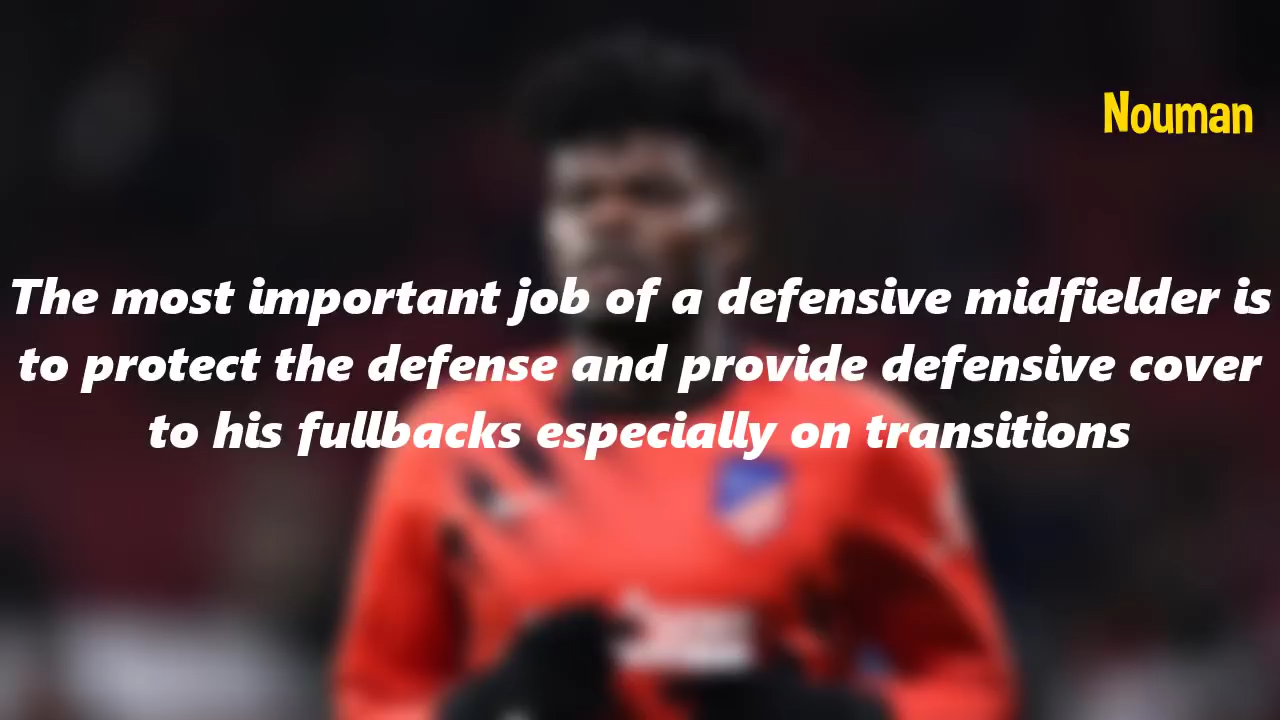 Nouman
The most important job of a defensive midfielder is
to protect the defense and provide defensive cover
to his fullbacks especially on transitions